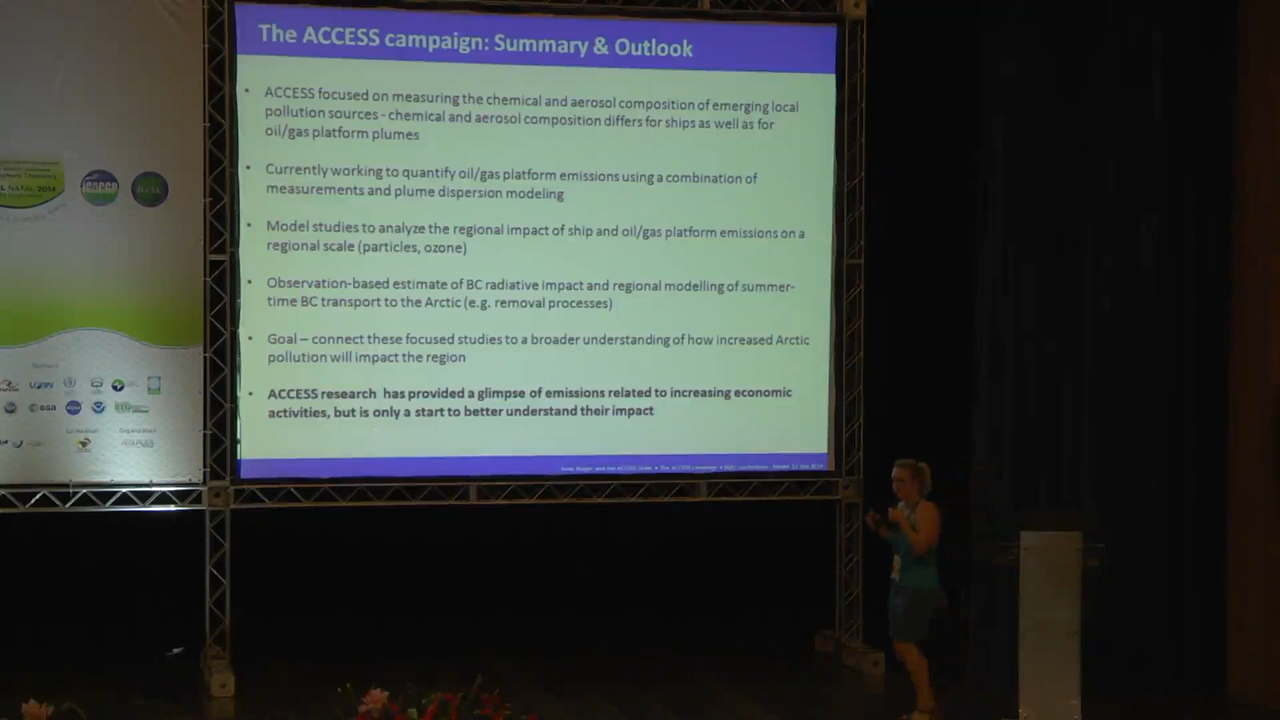 The ACCESS campaign: Summary & Outlook
• ACCESS focused on measuring the chemical and aerosol composition of emerging local
pollution sources - chemical and aerosol composition differs for ships as well as for
oil/gas platform plumes
• Currently working to quantify oil/gas platform emissions using a combination of
measurements and plume dispersion modeling
• Model studies to analyze the regional impact of ship and oil/gas platform emissions on a
regional scale (particles, ozone)
• Observation-based estimate of BC radiative impact and regional modelling of summer-
time BC transport to the Arctic (e.g. removal processes)
• Goal – connect these focused studies to a broader understanding of how increased Arctic
pollution will impact the region
• ACCESS research has provided a glimpse of emissions related to increasing economic
activities, but is only a start to better understand their impact
NATAL 2014
esa